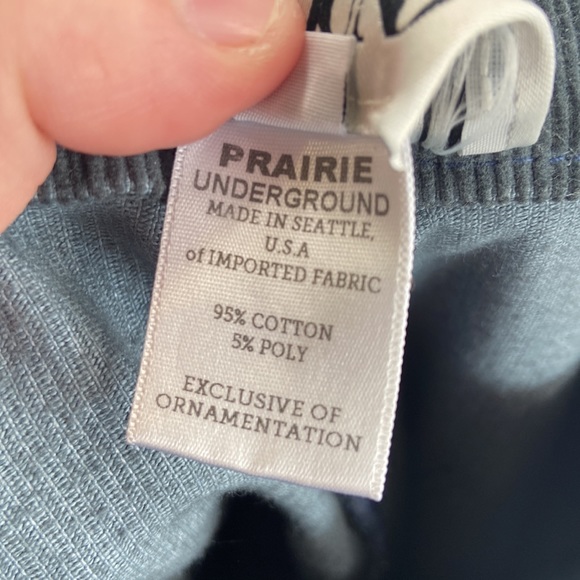 PRAIRIE
UNDERGROUND
MADE IN SEATTLE,
U.S.A
of IMPORTED FABRIC
95% COTTON
5% POLY
EXCLUSIVE OF
ORNAMENTATION